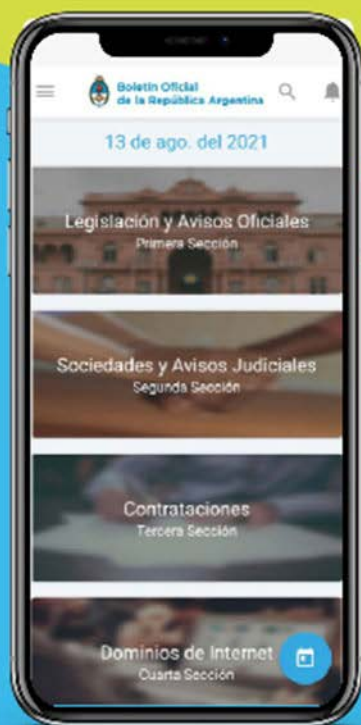 Boletín Oficial
de la República Argentina
13 de ago. del 2021
Legislación y Avisos Oficiales
Primera Sección
Sociedades y Avisos Judiciales
Segunda Sección
Contrataciones
Tercera Sección
Dominios de Internet
Cuarta Sección